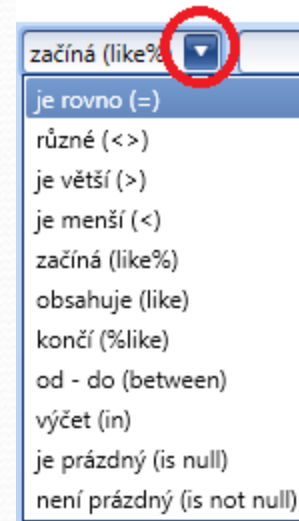 začíná (like%
je rovno (=)
různé (<>)
je větší (>)
je menší (<)
začíná (like%)
obsahuje (like)
končí (%like)
od - do (between)
výčet (in)
je prázdný (is null)
není prázdný (is not null)